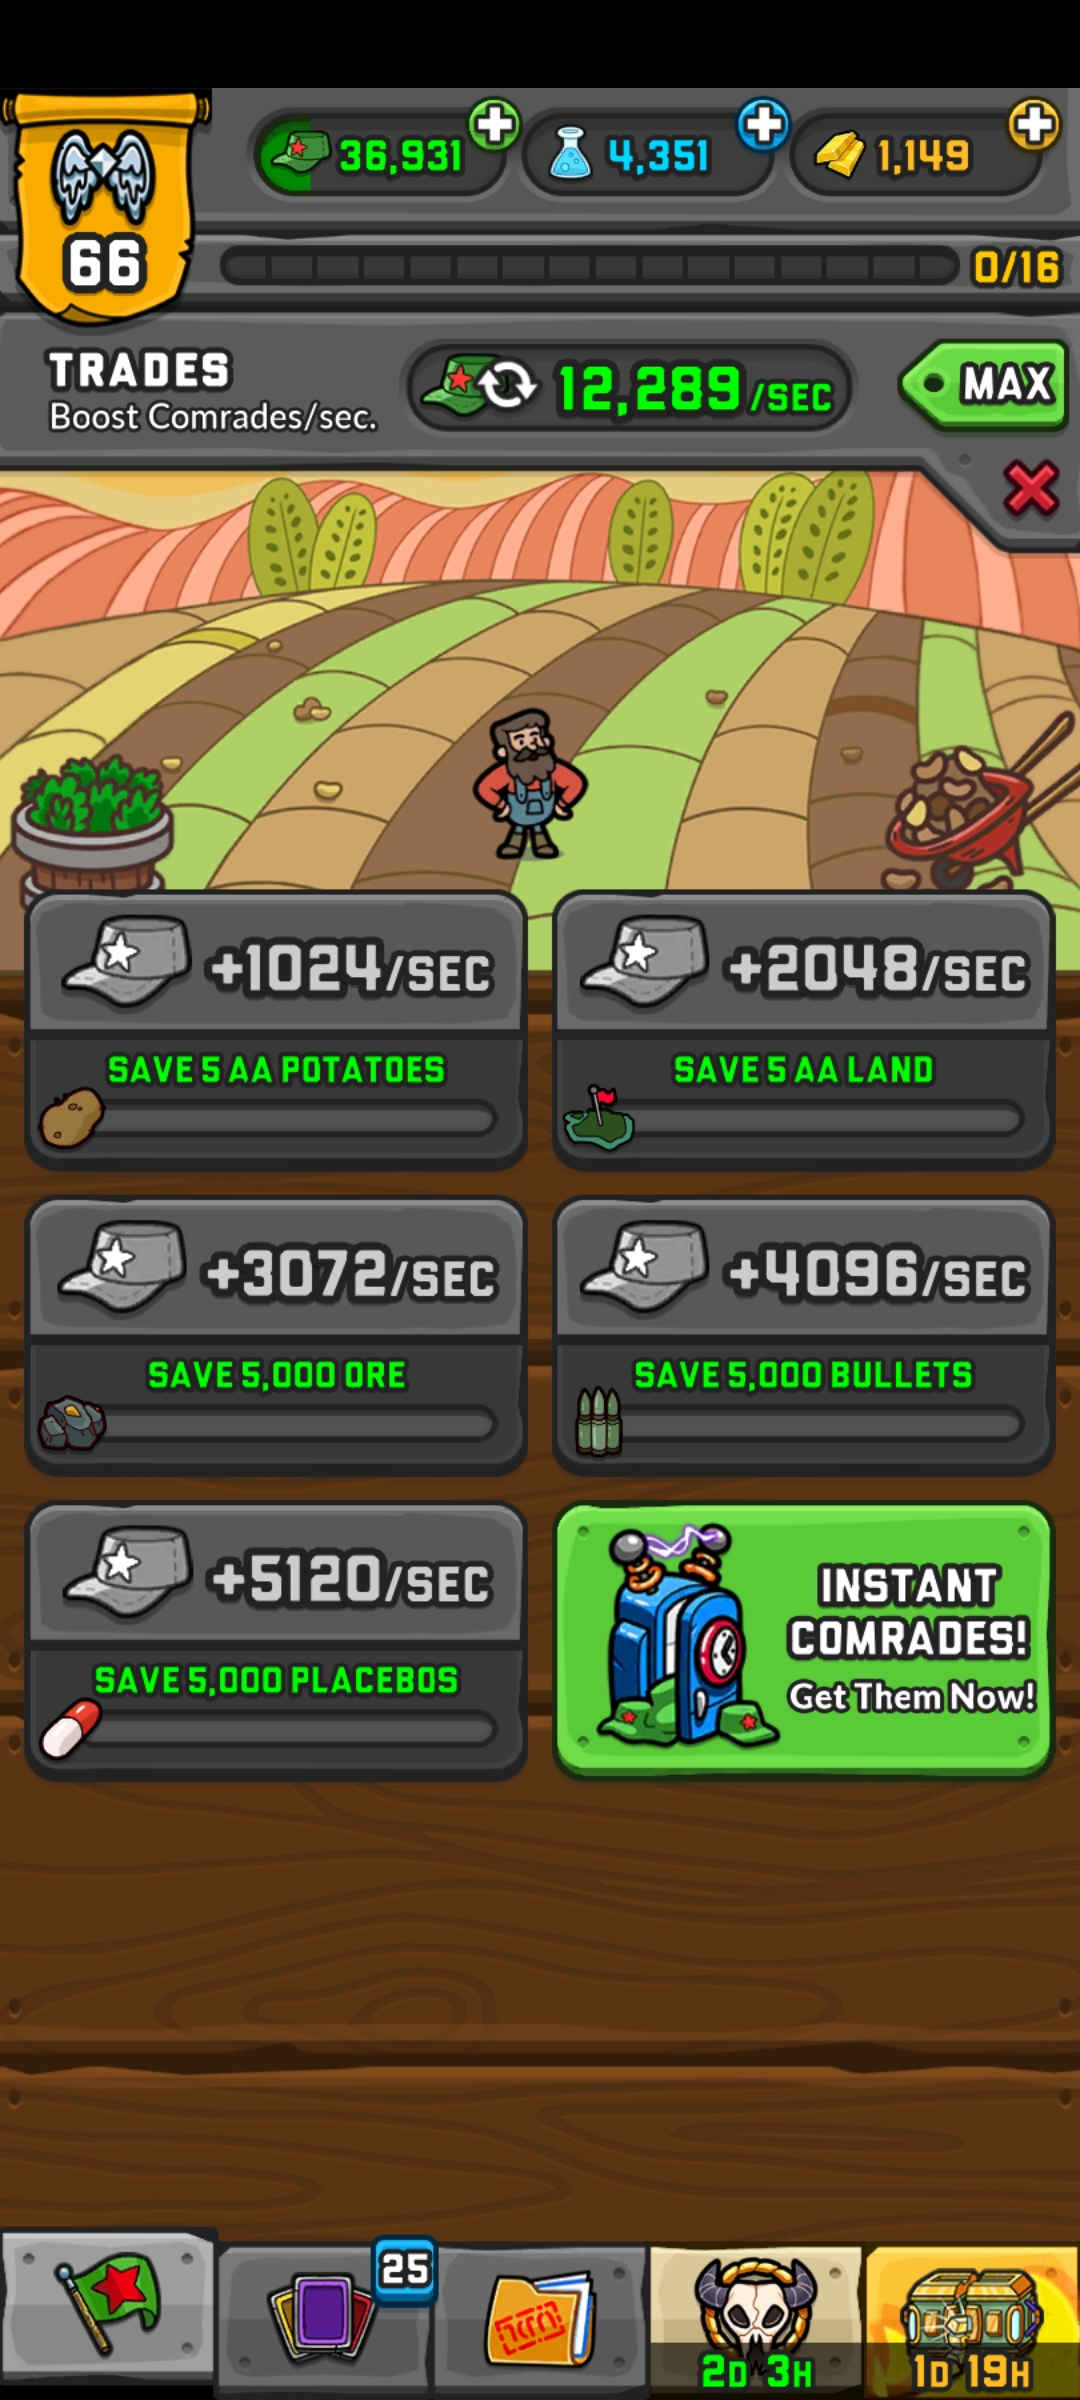 36,931
4,351
1,149
66
0/16
TRADES
Boost Comrades/sec.
12,289/SEC
MAX
+1024/SEC
SAVE 5 AA POTATOES
+2048/SEC
SAVE 5 AA LAND
+3072/SEC
SAVE 5,000 ORE
+4096/SEC
SAVE 5,000 BULLETS
+5120/SEC
SAVE 5,000 PLACEBOS
INSTANT
COMRADES!
Get Them Now!
25
2D 3H
1D 19H